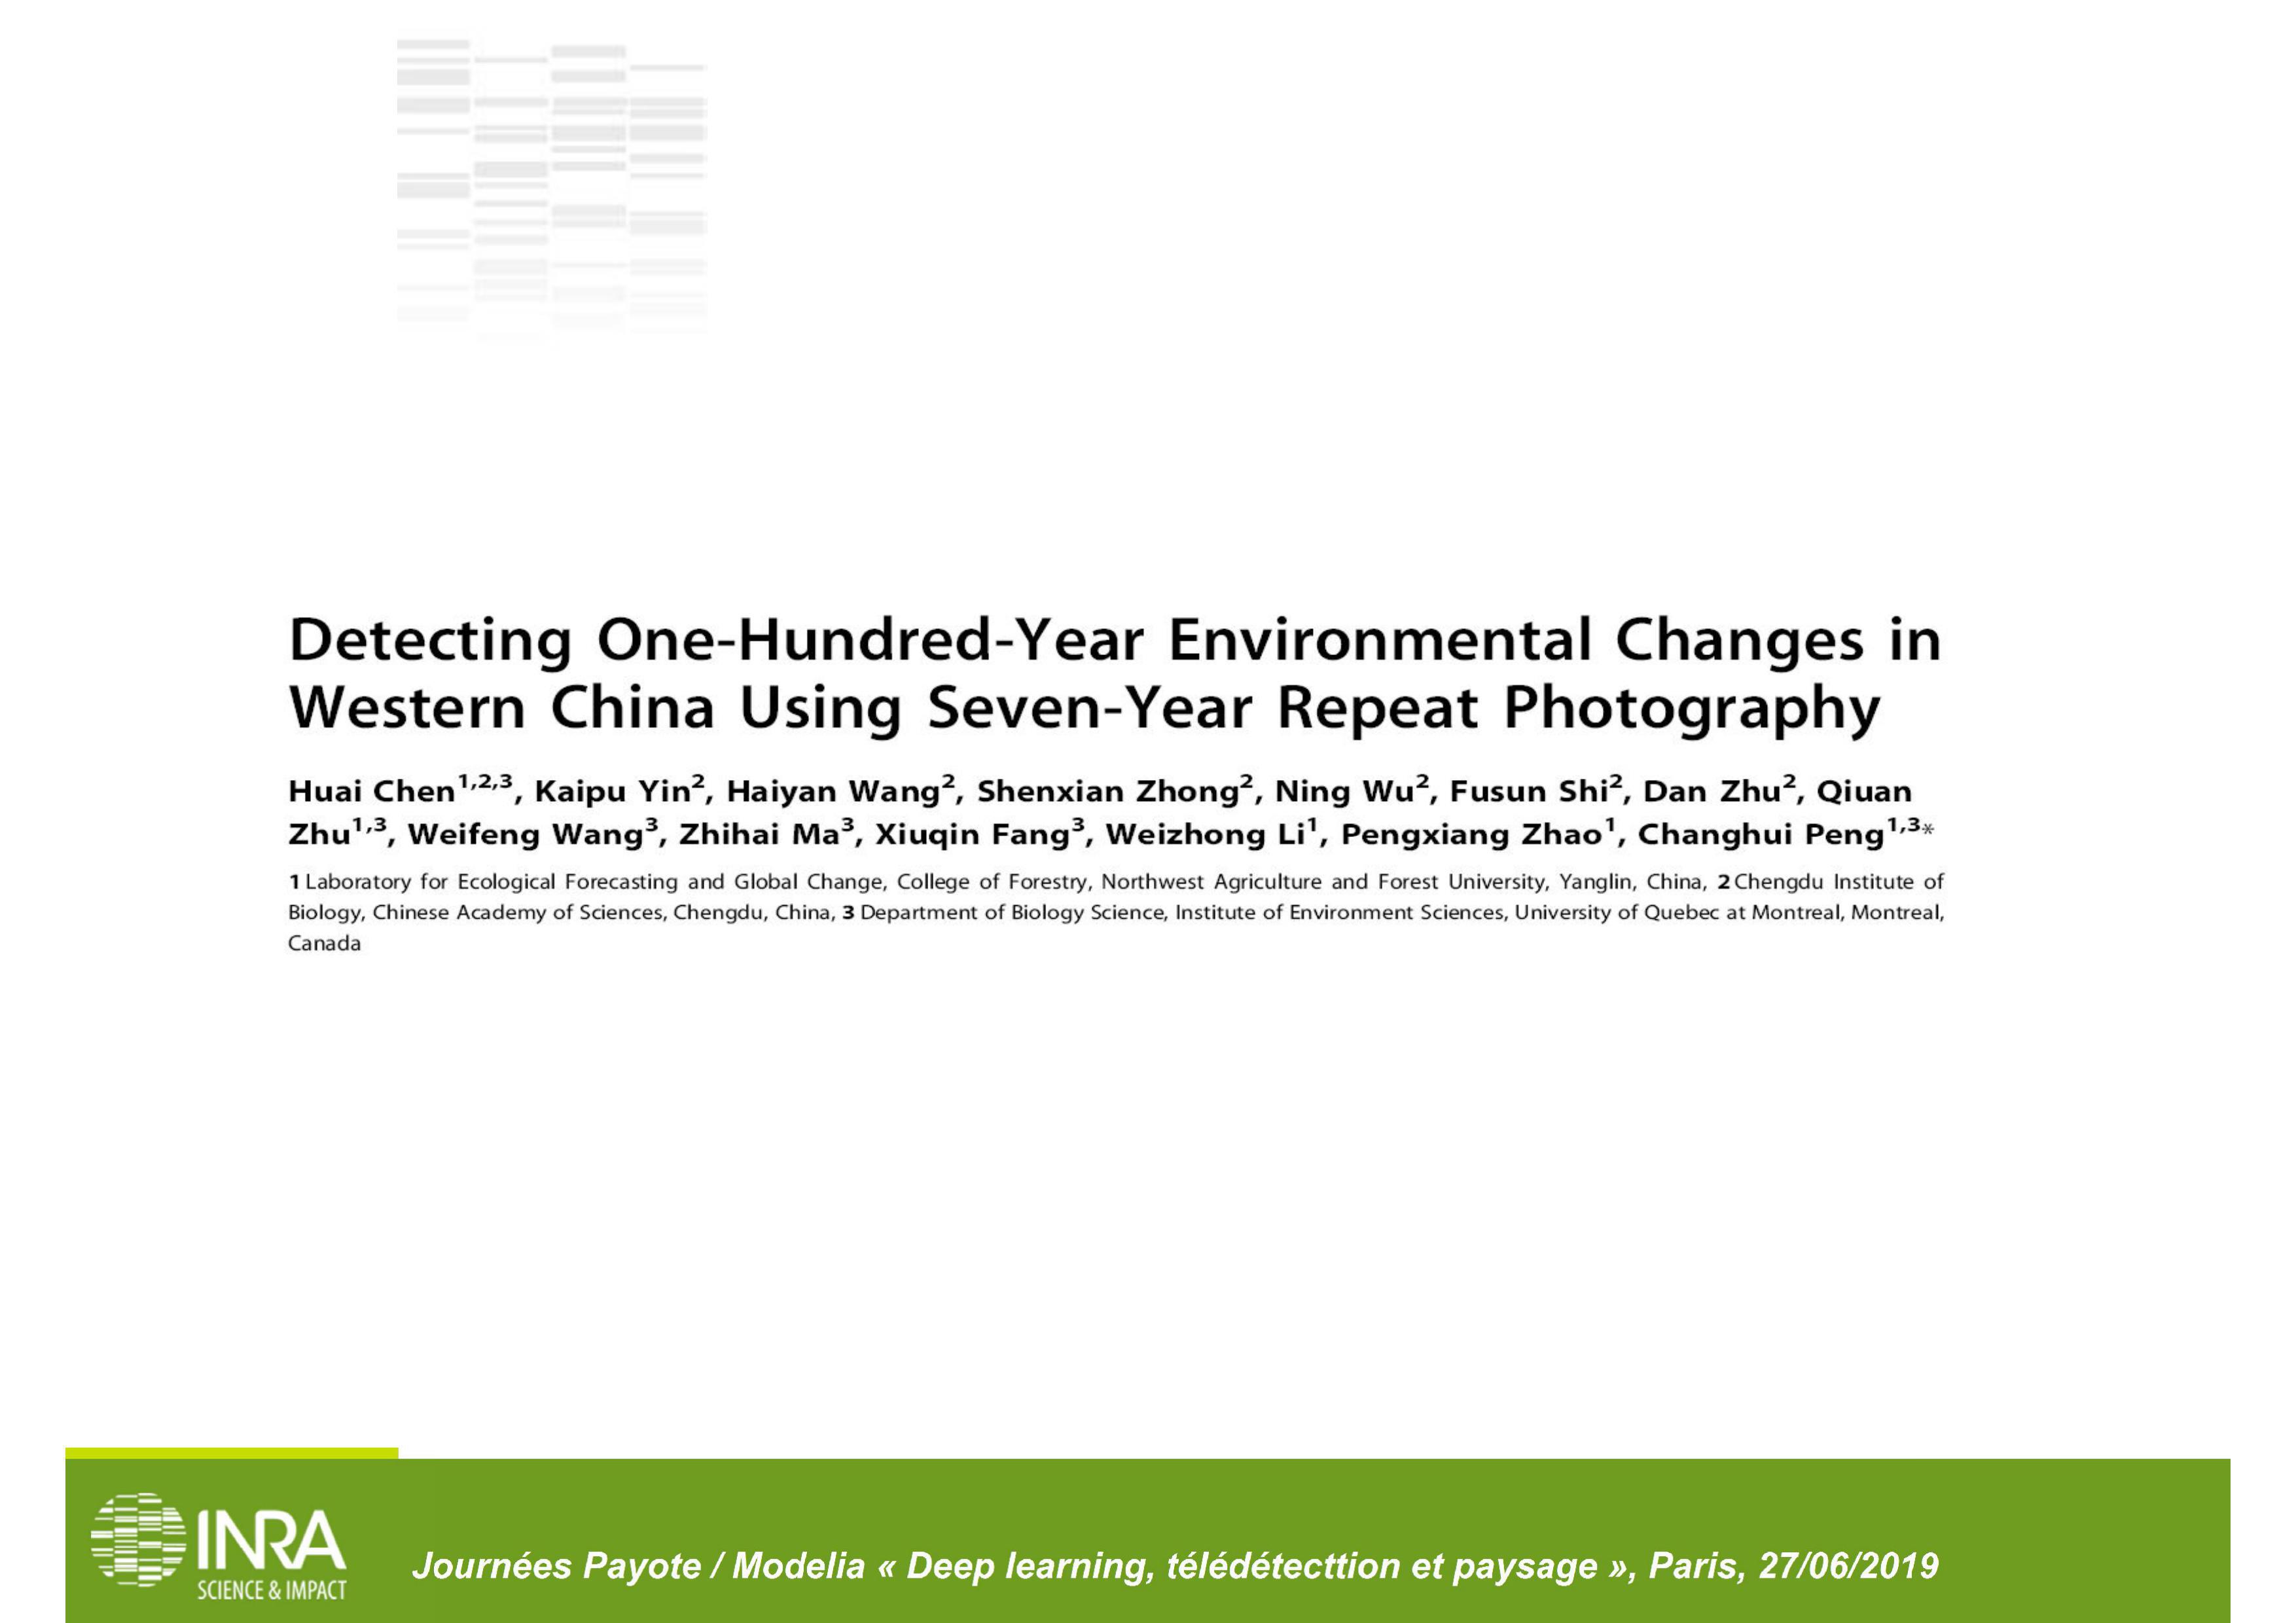 Detecting One-Hundred-Year Environmental Changes in
Western China Using Seven-Year Repeat Photography
Huai Chen1,2,3, Kaipu Yin2, Haiyan Wang2, Shenxian Zhong2, Ning Wu2, Fusun Shi2, Dan Zhu2, Qiuan
Zhu1,3, Weifeng Wang3, Zhihai Ma3, Xiuqin Fang3, Weizhong Li1, Pengxiang Zhao1, Changhui Peng1,3*
1 Laboratory for Ecological Forecasting and Global Change, College of Forestry, Northwest Agriculture and Forest University, Yanglin, China, 2 Chengdu Institute of
Biology, Chinese Academy of Sciences, Chengdu, China, 3 Department of Biology Science, Institute of Environment Sciences, University of Quebec at Montreal, Montreal,
Canada
INRA
SCIENCE & IMPACT
Journées Payote / Modelia « Deep learning, télédétecttion et paysage », Paris, 27/06/2019